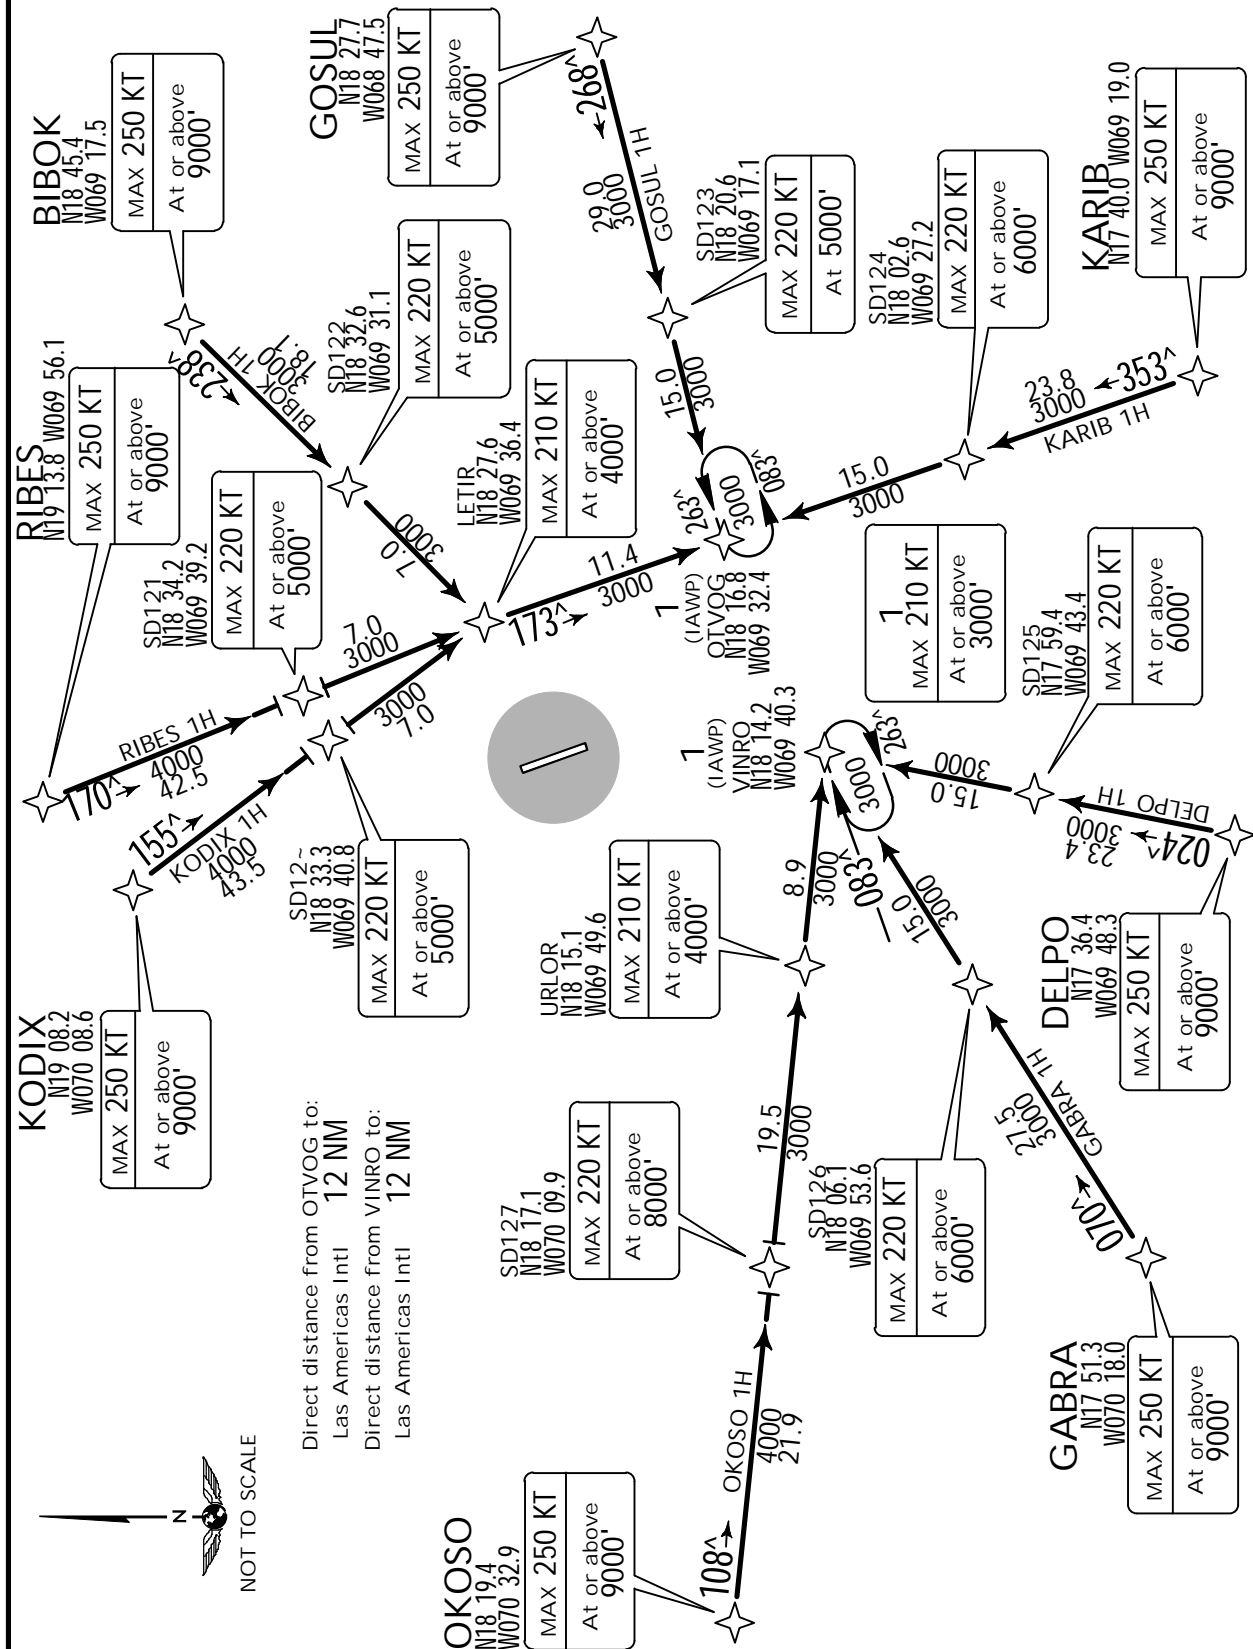 KODIX
N19 08.2
W070 08.6
MAX 250 KT
At or above
9000'
155^
KODIX 1H
4000
43.5
RIBES
N19 13.8 W069 56.1
MAX 250 KT
At or above
9000'
170^
RIBES 1H
4000
42.5
BIBOK
N18 45.4
W069 17.5
MAX 250 KT
At or above
9000'
238^
BIBOK 1H
3000
18.1
GOSUL
N18 27.7
W068 47.5
MAX 250 KT
At or above
9000'
268^
29.0
3000
GOSUL 1H
N
NOT TO SCALE
Direct distance from OTVOG to:
Las Americas Intl 12 NM
Direct distance from VINRO to:
Las Americas Intl 12 NM
SD12~
N18 33.3
W069 40.8
MAX 220 KT
At or above
5000'
3000
7.0
SD121
N18 34.2
W069 39.2
MAX 220 KT
At or above
5000'
7.0
3000
SD122
N18 32.6
W069 31.1
MAX 220 KT
At or above
5000'
7.0
3000
LETIR
N18 27.6
W069 36.4
MAX 210 KT
At or above
4000'
173^
11.4
3000
SD123
N18 20.6
W069 17.1
MAX 220 KT
At 5000'
15.0
3000
1
(IAWP)
OTVOG
N18 16.8
W069 32.4
263^
3000
083^
SD124
N18 02.6
W069 27.2
MAX 220 KT
At or above
6000'
15.0
3000
KARIB
N17 40.0 W069 19.0
MAX 250 KT
At or above
9000'
353^
23.8
3000
KARIB 1H
OKOSO
N18 19.4
W070 32.9
MAX 250 KT
At or above
9000'
108^
OKOSO 1H
4000
21.9
SD127
N18 17.1
W070 09.9
MAX 220 KT
At or above
8000'
19.5
3000
URLOR
N18 15.1
W069 49.6
MAX 210 KT
At or above
4000'
8.9
3000
1
(IAWP)
VINRO
N18 14.2
W069 40.3
263^
3000
083^
1
MAX 210 KT
At or above
3000'
SD126
N18 06.1
W069 53.6
MAX 220 KT
At or above
6000'
15.0
3000
SD125
N17 59.4
W069 43.4
MAX 220 KT
At or above
6000'
15.0
3000
GABRA
N17 51.3
W070 18.0
MAX 250 KT
At or above
9000'
070^
27.5
3000
GABRA 1H
DELPO
N17 36.4
W069 48.3
MAX 250 KT
At or above
9000'
024^
23.4
3000
DELPO 1H